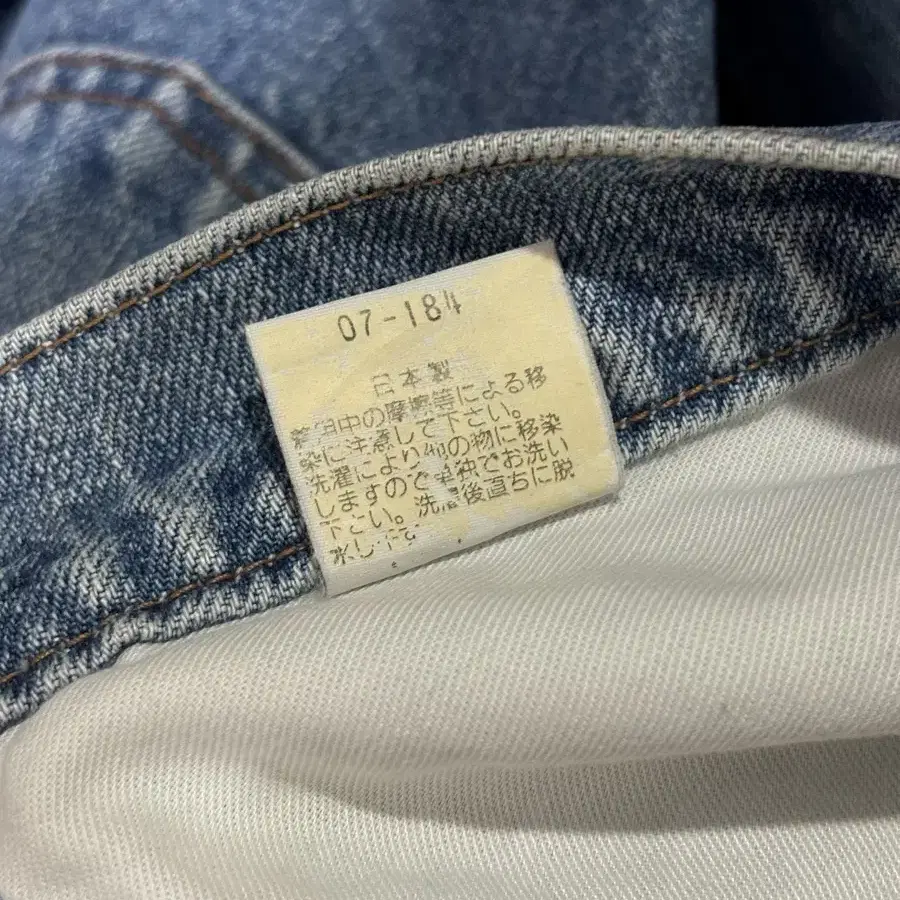 07-184
日本製
着用中の摩擦等による移
染に注意して下さい。
洗濯により他の物に移染
しますので単独でお洗い
下さい。洗濯後直ちに脱
水して